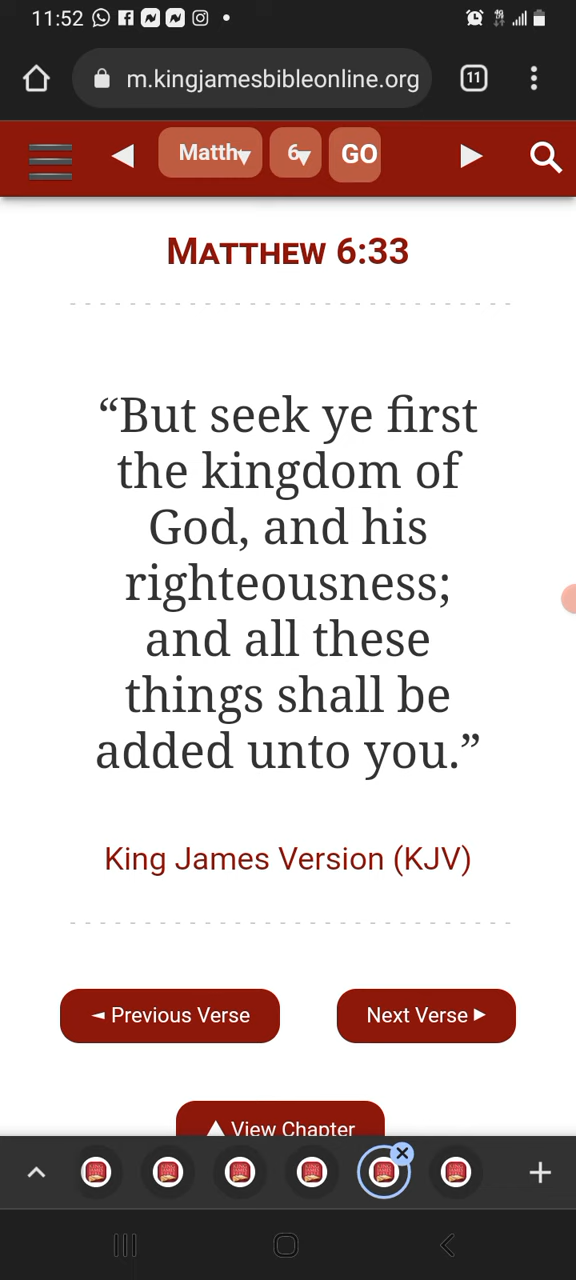 11:52
m.kingjamesbibleonline.org
11
Matth
6
GO
MATTHEW 6:33
“But seek ye first
the kingdom of
God, and his
righteousness;
and all these
things shall be
added unto you.”
King James Version (KJV)
◄ Previous Verse
Next Verse ►
▲ View Chapter